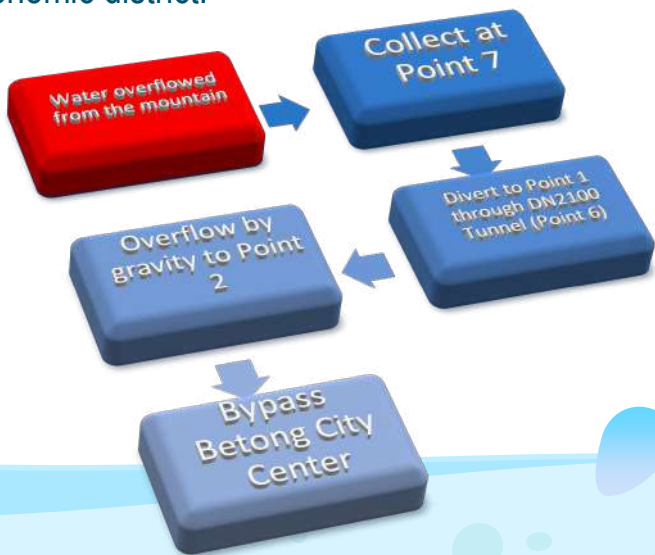 Water overflowed
from the mountain
Collect at
Point 7
Divert to Point 1
through DN2100
Tunnel (Point 6)
Overflow by
gravity to Point
2
Bypass
Betong City
Center